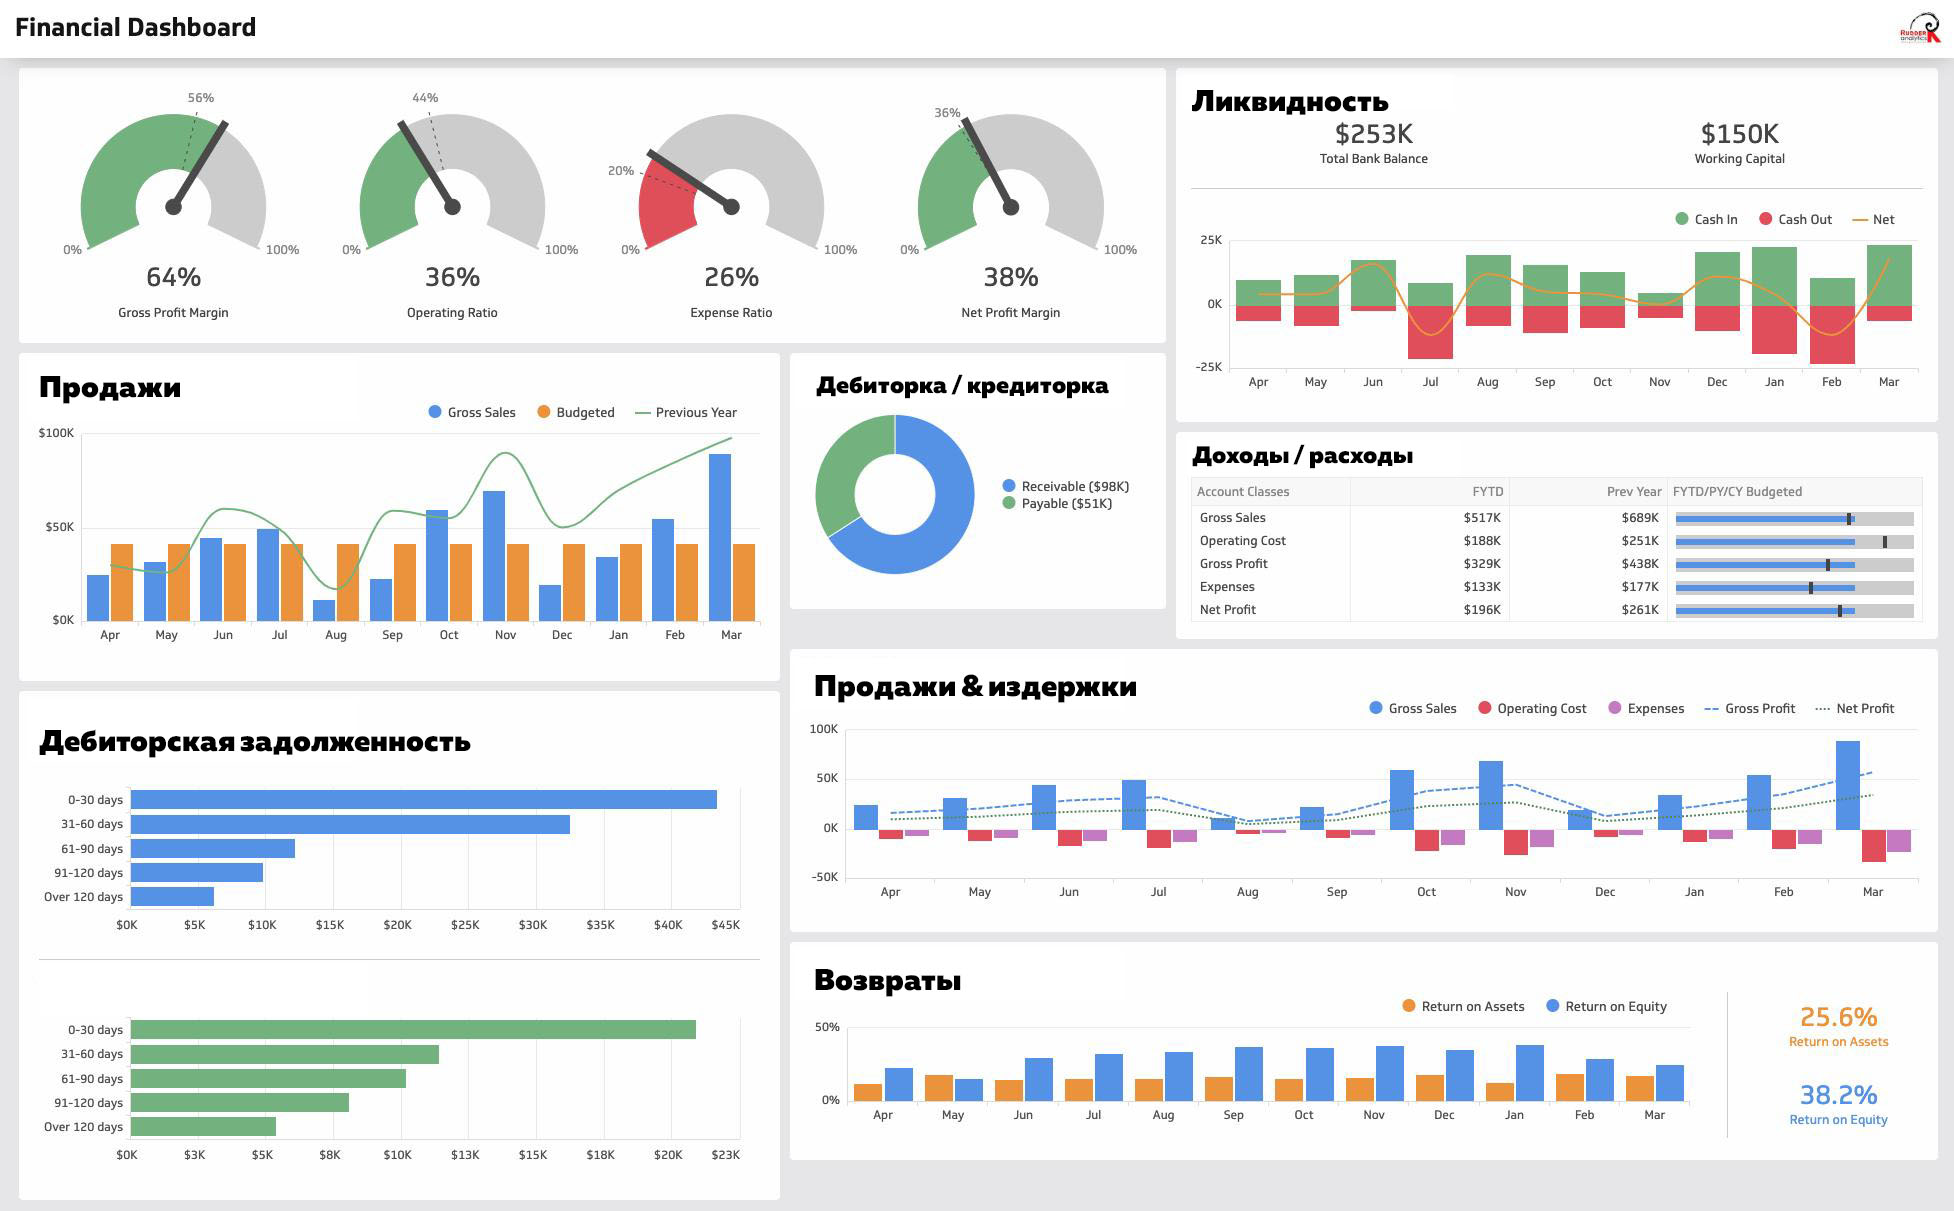 Financial Dashboard
RUDDER
analytics
56%
0%
100%
64%
Gross Profit Margin
44%
0%
100%
36%
Operating Ratio
20%
0%
100%
26%
Expense Ratio
36%
0%
100%
38%
Net Profit Margin
Ликвидность
$253K
Total Bank Balance
$150K
Working Capital
Cash In Cash Out Net
25K
0K
-25K
Apr May Jun Jul Aug Sep Oct Nov Dec Jan Feb Mar
Продажи
Gross Sales Budgeted Previous Year
$100K
$50K
$0K
Apr May Jun Jul Aug Sep Oct Nov Dec Jan Feb Mar
Дебиторка / кредиторка
Receivable ($98K)
Payable ($51K)
Доходы / расходы
Account Classes FYTD Prev Year FYTD/PY/CY Budgeted
Gross Sales $517K $689K
Operating Cost $188K $251K
Gross Profit $329K $438K
Expenses $133K $177K
Net Profit $196K $261K
Дебиторская задолженность
0-30 days
31-60 days
61-90 days
91-120 days
Over 120 days
$0K $5K $10K $15K $20K $25K $30K $35K $40K $45K
0-30 days
31-60 days
61-90 days
91-120 days
Over 120 days
$0K $3K $5K $8K $10K $13K $15K $18K $20K $23K
Продажи & издержки
Gross Sales Operating Cost Expenses Gross Profit Net Profit
100K
50K
0K
-50K
Apr May Jun Jul Aug Sep Oct Nov Dec Jan Feb Mar
Возвраты
Return on Assets Return on Equity
50%
0%
Apr May Jun Jul Aug Sep Oct Nov Dec Jan Feb Mar
25.6%
Return on Assets
38.2%
Return on Equity